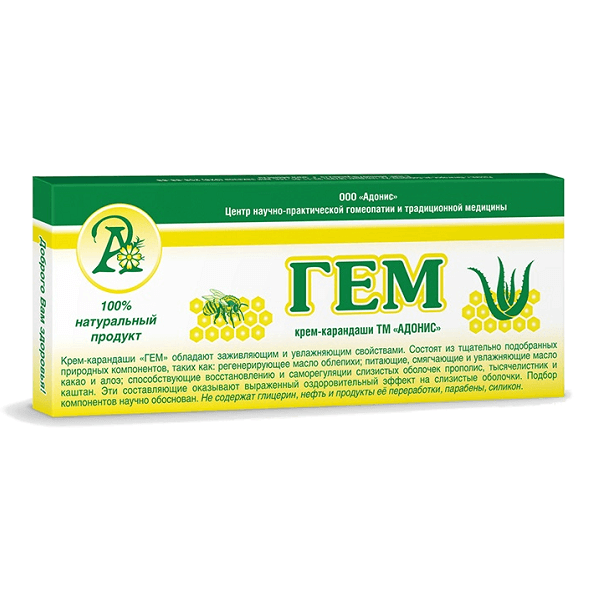 ООО «Адонис»
Центр научно-практической гомеопатии и традиционной медицины
А
ГЕМ
крем-карандаши ТМ «АДОНИС»
100%
натуральный
продукт
Крем-карандаши «ГЕМ» обладают заживляющим и увлажняющим свойствами. Состоят из тщательно подобранных
природных компонентов, таких как: регенерирующее масло облепихи; питающие, смягчающие и увлажняющие масло
какао и алоэ; способствующие восстановлению и саморегуляции слизистых оболочек прополис, тысячелистник и
каштан. Эти составляющие оказывают выраженный оздоровительный эффект на слизистые оболочки. Подбор
компонентов научно обоснован. Не содержат глицерин, нефть и продукты её переработки, парабены, силикон.
Доброго Вам здоровья!